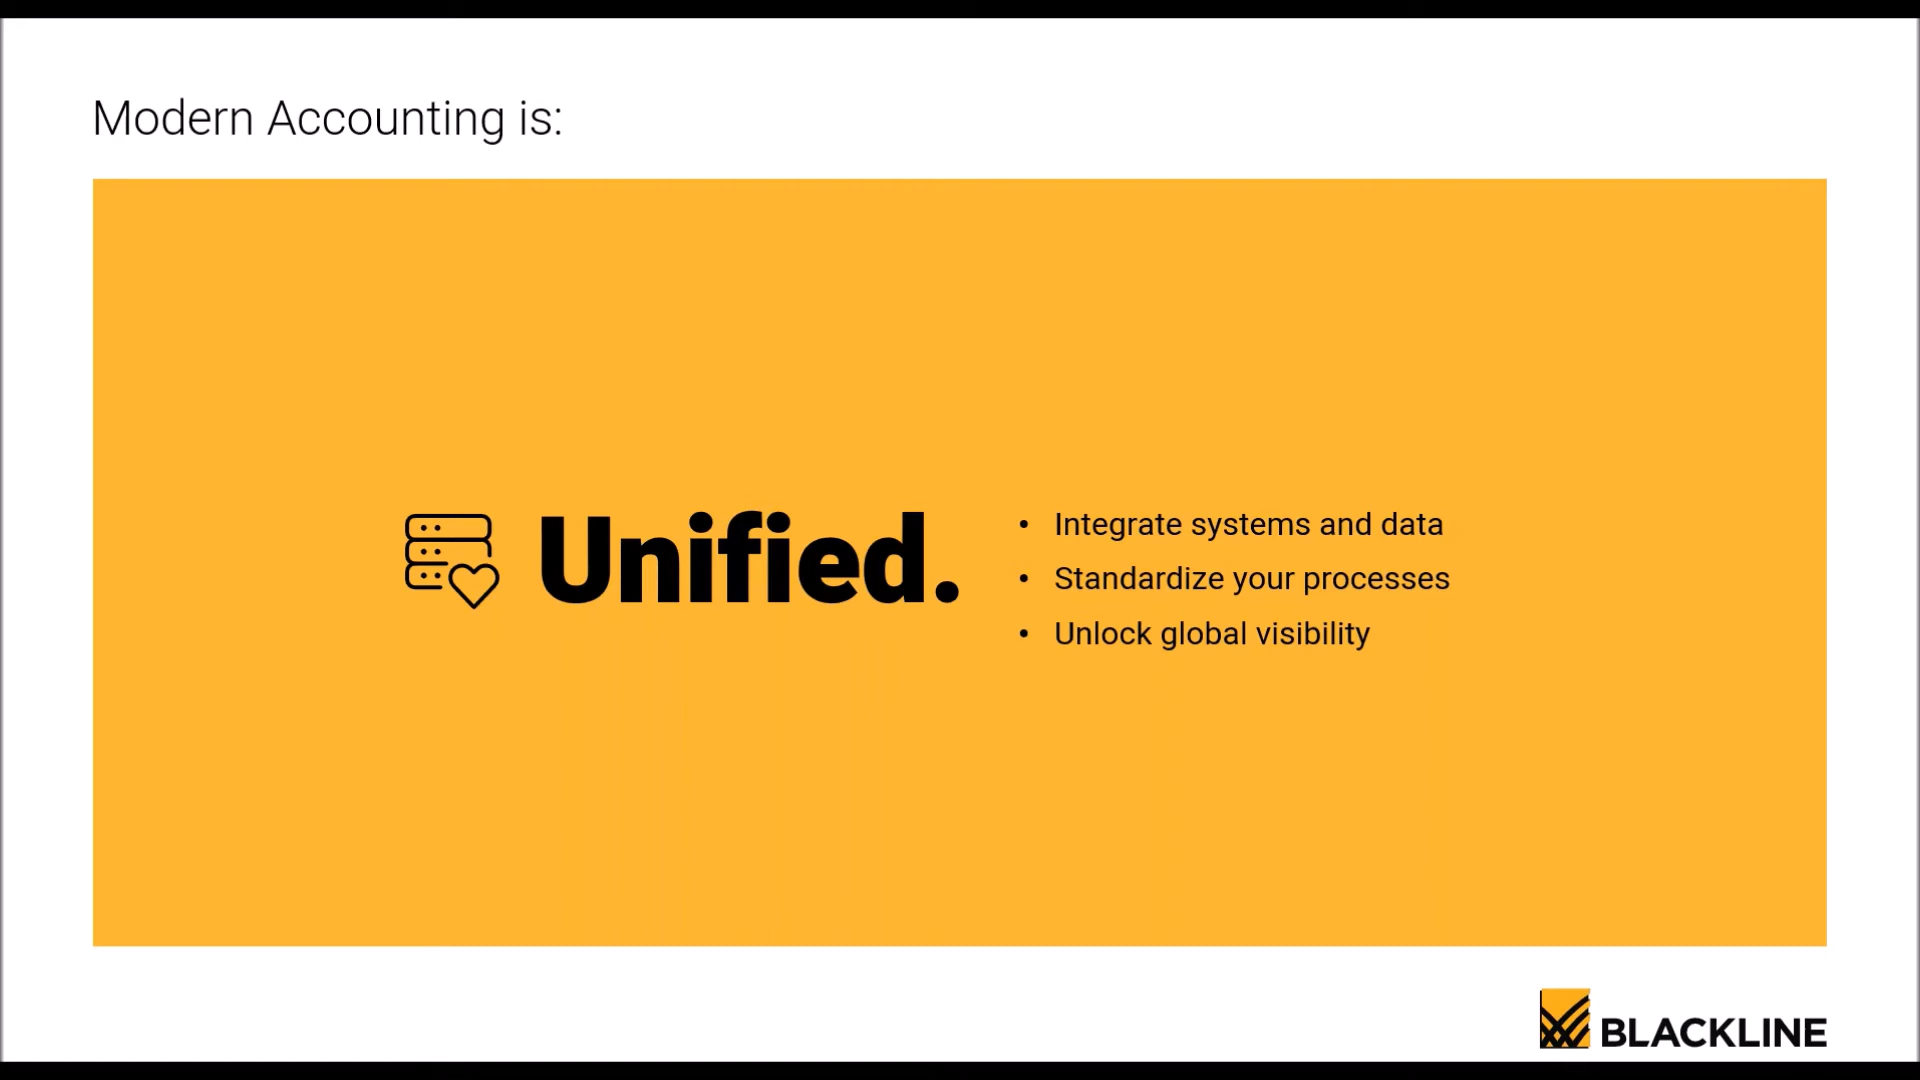 Modern Accounting is:
Unified.
• Integrate systems and data
• Standardize your processes
• Unlock global visibility
BLACKLINE